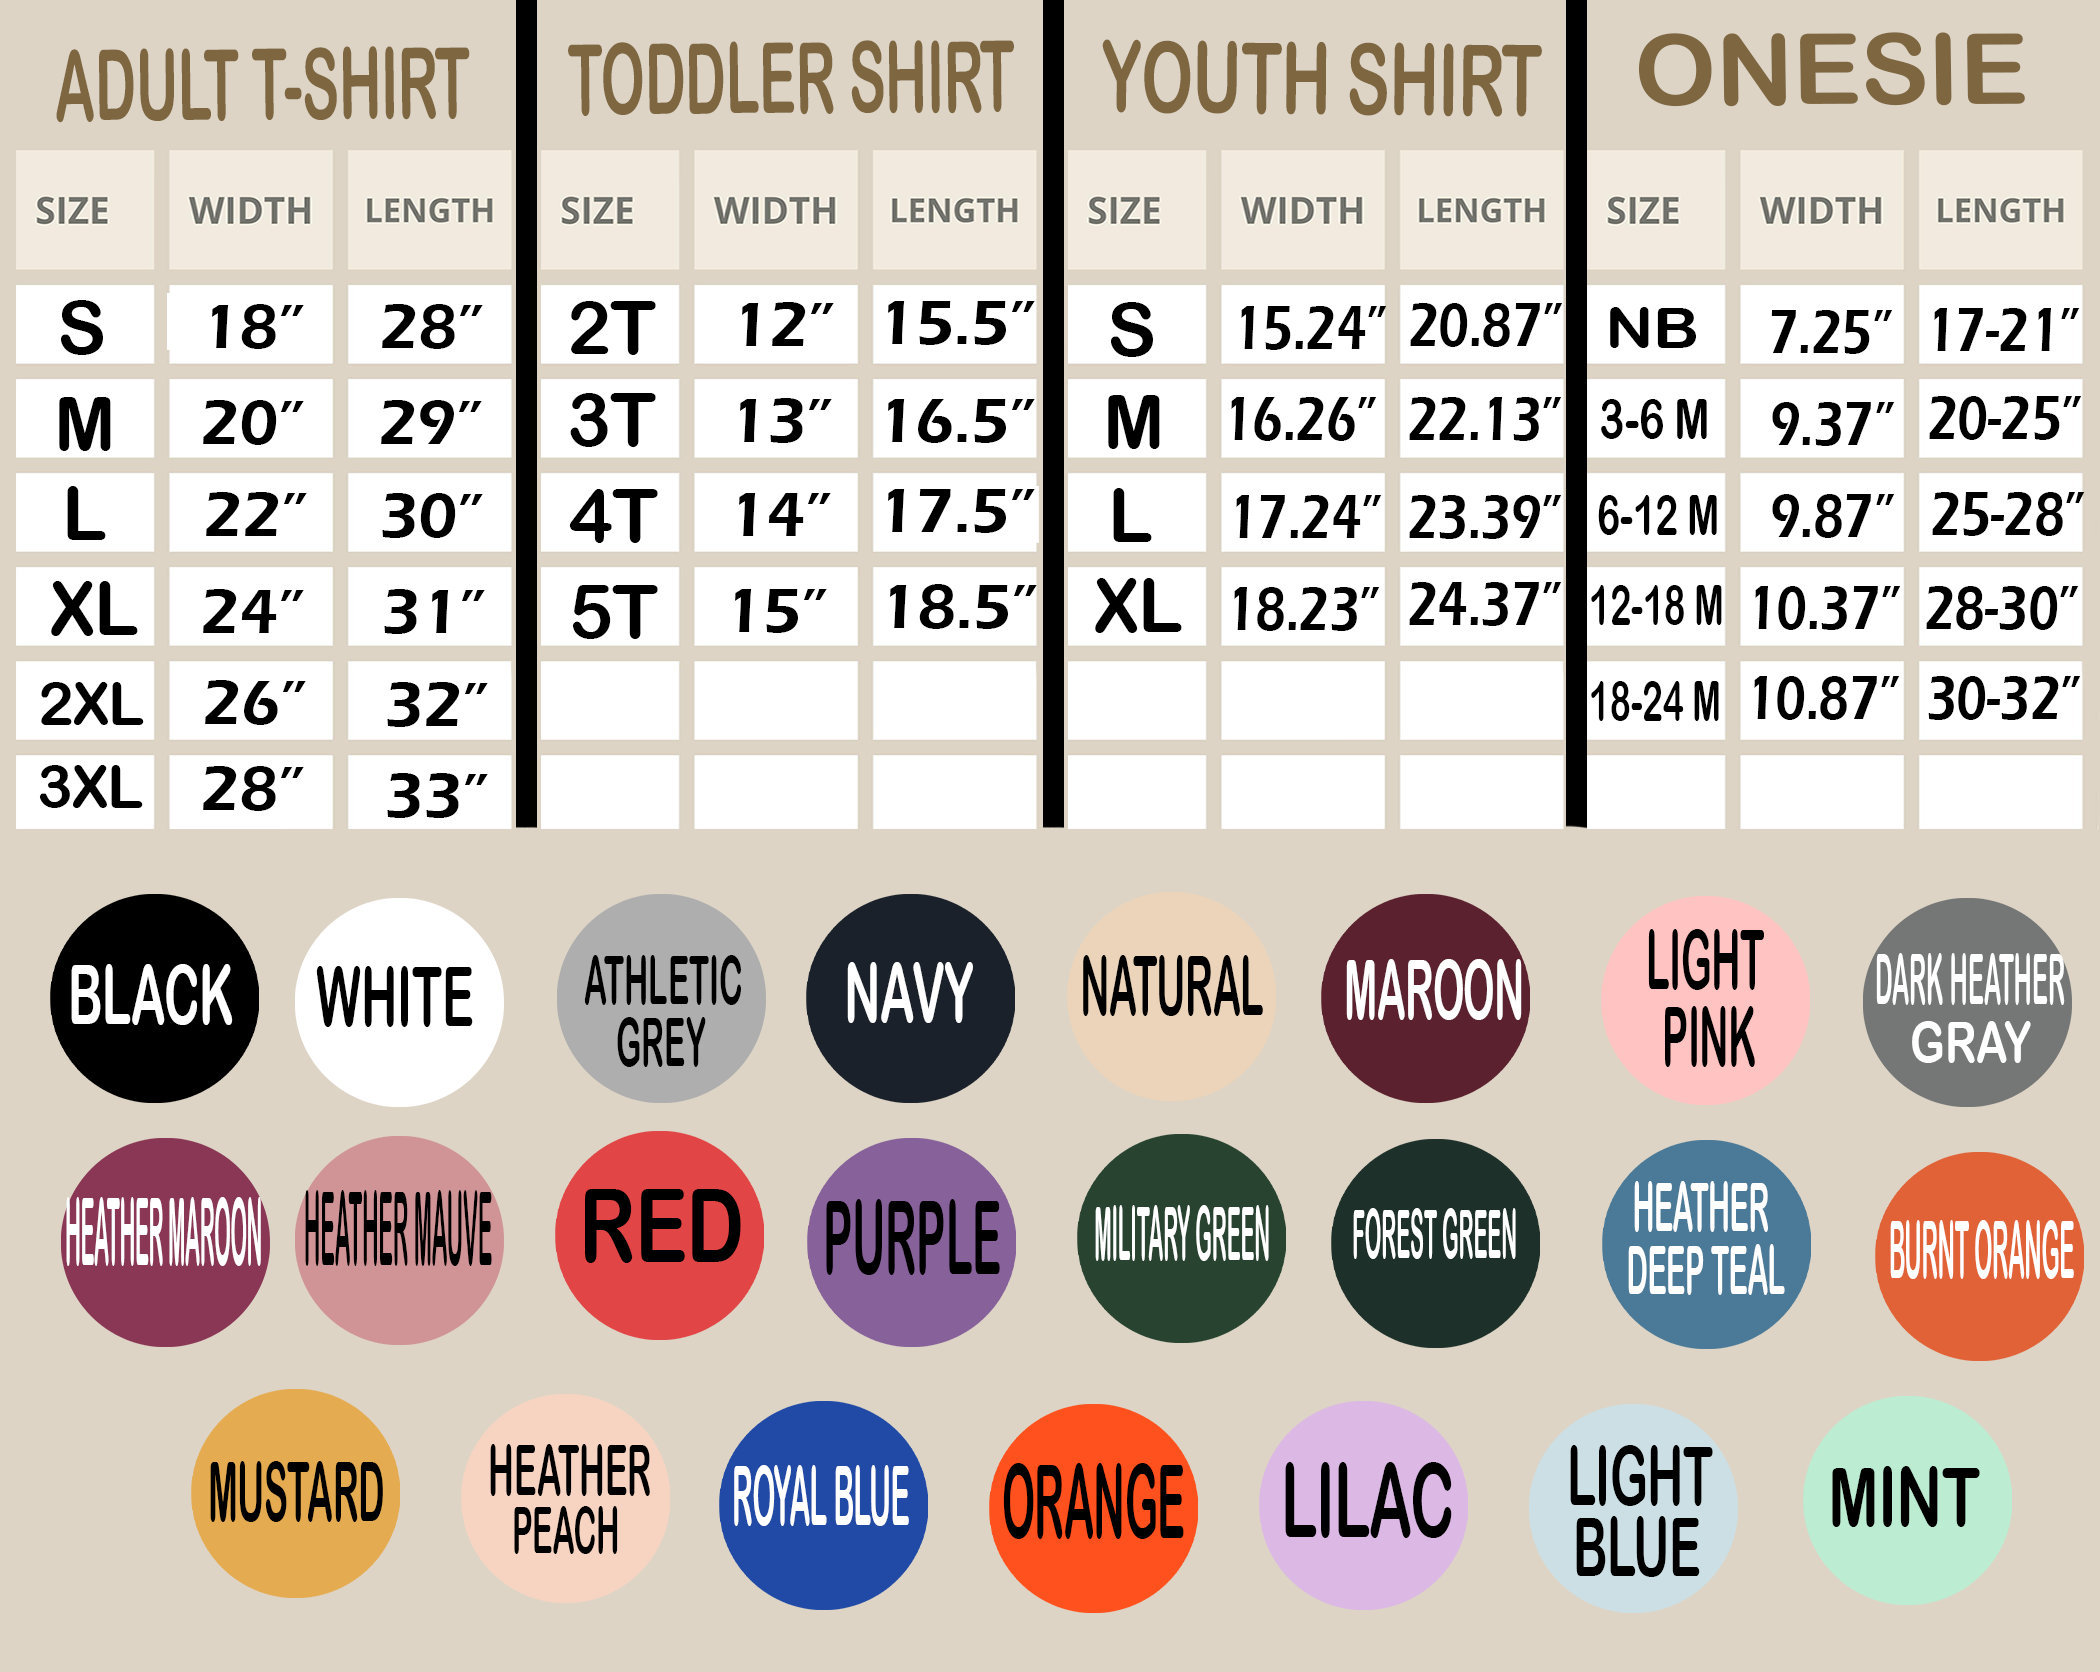 ADULT T-SHIRT TODDLER SHIRT YOUTH SHIRT ONESIE
SIZE WIDTH LENGTH SIZE WIDTH LENGTH SIZE WIDTH LENGTH SIZE WIDTH LENGTH
S 18" 28" 2T 12" 15.5" S 15.24" 20.87" NB 7.25" 17-21"
M 20" 29" 3T 13" 16.5" M 16.26" 22.13" 3-6 M 9.37" 20-25"
L 22" 30" 4T 14" 17.5" L 17.24" 23.39" 6-12 M 9.87" 25-28"
XL 24" 31" 5T 15" 18.5" XL 18.23" 24.37" 12-18 M 10.37" 28-30"
2XL 26" 32" 18-24 M 10.87" 30-32"
3XL 28" 33"
BLACK
WHITE
ATHLETIC
GREY
NAVY
NATURAL
MAROON
LIGHT
PINK
DARK HEATHER
GRAY
HEATHER MAROON
HEATHER MAUVE
RED
PURPLE
MILITARY GREEN
FOREST GREEN
HEATHER
DEEP TEAL
BURNT ORANGE
MUSTARD
HEATHER
PEACH
ROYAL BLUE
ORANGE
LILAC
LIGHT
BLUE
MINT